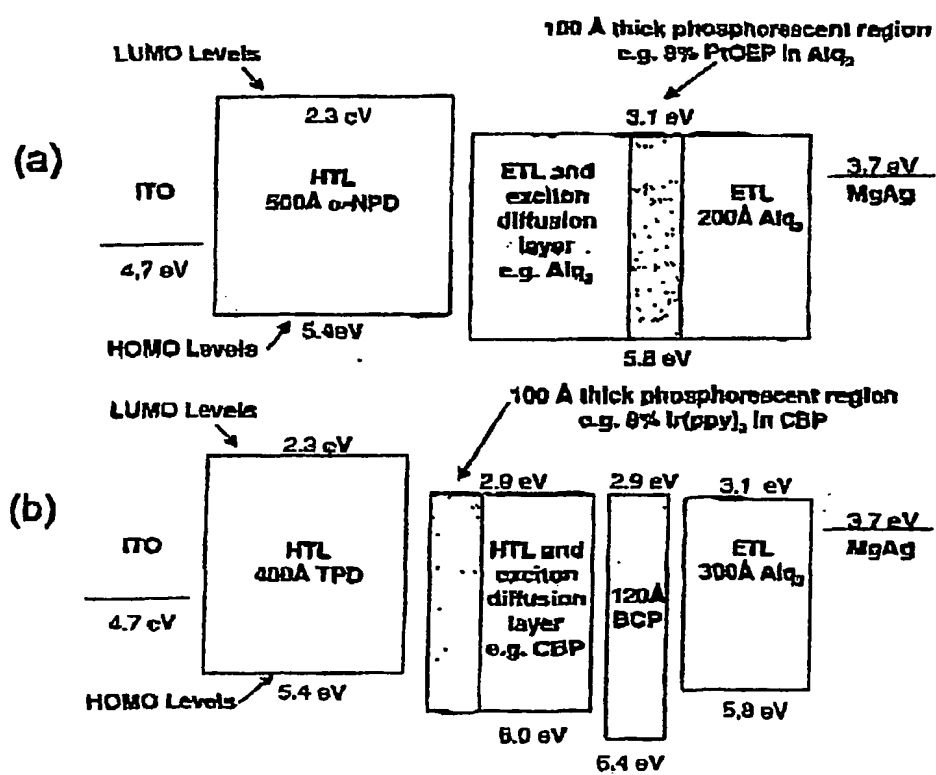 100 Å thick phosphorescent region
e.g. 8% PtOEP in Alq3
LUMO Levels
2.3 eV
3.1 eV
(a)
ITO
HTL
500Å α-NPD
ETL and
exciton
diffusion
layer
e.g. Alq3
ETL
200Å Alq3
3.7 eV
MgAg
4.7 eV
5.4eV
HOMO Levels
5.8 eV
100 Å thick phosphorescent region
e.g. 8% Ir(ppy)3 in CBP
LUMO Levels
2.3 eV
2.9 eV
2.9 eV
3.1 eV
(b)
ITO
HTL
400Å TPD
HTL and
exciton
diffusion
layer
e.g. CBP
120Å
BCP
ETL
300Å Alq3
3.7 eV
MgAg
4.7 eV
5.4 eV
HOMO Levels
6.0 eV
6.4 eV
5.8 eV